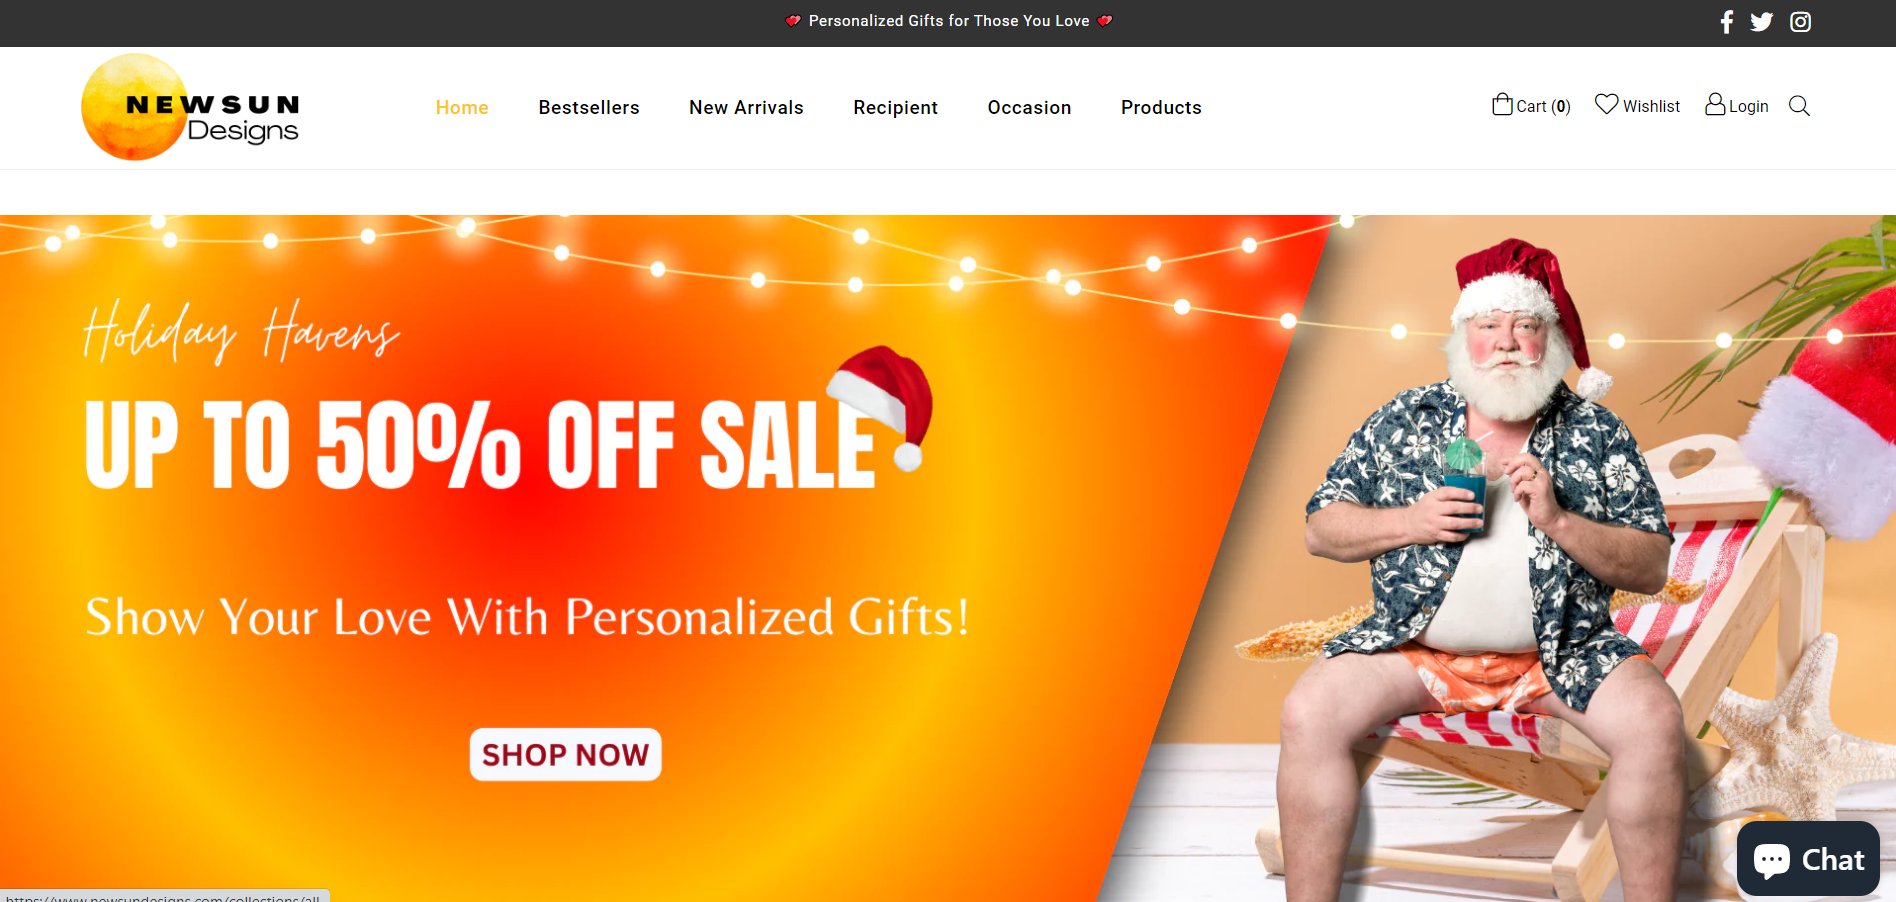 Personalized Gifts for Those You Love
NEWSUN
Designs
Home Bestsellers New Arrivals Recipient Occasion Products
Cart (0) Wishlist Login
Holiday Havens
UP TO 50% OFF SALE
Show Your Love With Personalized Gifts!
SHOP NOW
Chat
https://www.newsundesigns.com/collections/all